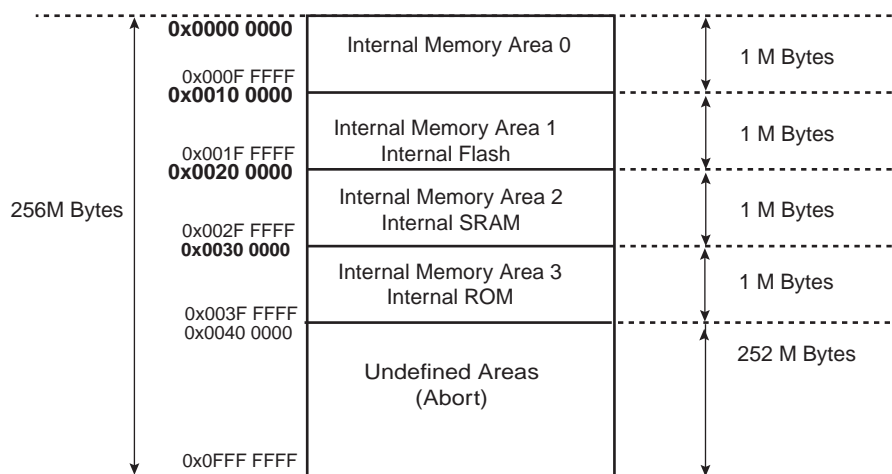 0x0000 0000
Internal Memory Area 0
1 M Bytes
0x000F FFFF
0x0010 0000
Internal Memory Area 1
Internal Flash
1 M Bytes
0x001F FFFF
0x0020 0000
256M Bytes
Internal Memory Area 2
Internal SRAM
1 M Bytes
0x002F FFFF
0x0030 0000
Internal Memory Area 3
Internal ROM
1 M Bytes
0x003F FFFF
0x0040 0000
252 M Bytes
Undefined Areas
(Abort)
0x0FFF FFFF